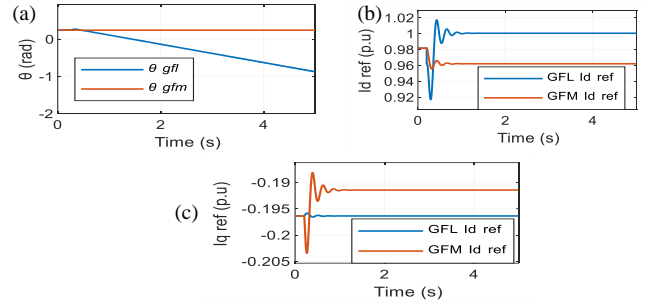 (a)
θ (rad)
0
-1
-2
θ gfl
θ gfm
0
2
4
Time (s)
(b)
Id ref (p.u)
1.02
1
0.98
0.96
0.94
0.92
GFL Id ref
GFM Id ref
0
2
4
Time (s)
(c)
Iq ref (p.u)
-0.19
-0.195
-0.2
-0.205
GFL Id ref
GFM Id ref
0
2
4
Time (s)